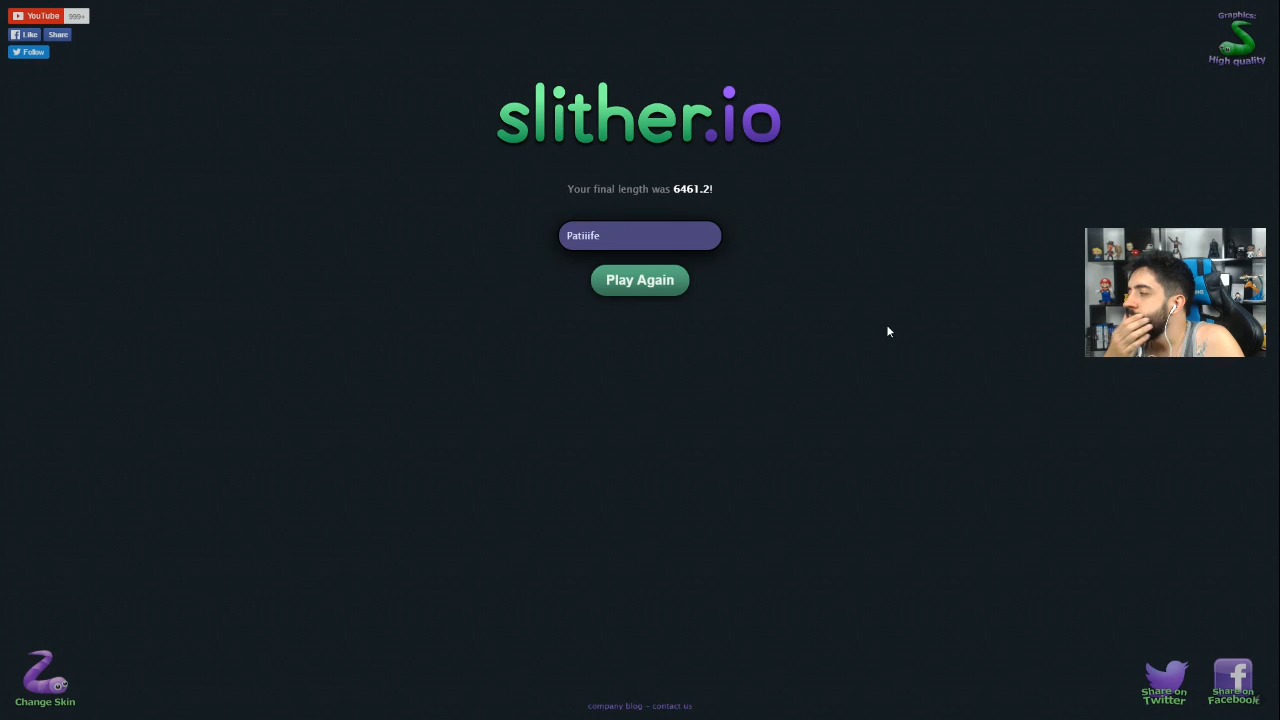 YouTube 999+
Like Share
Follow
Graphics:
High quality
slither.io
Your final length was 6461.2!
Patiiife
Play Again
Change Skin
Share on
Twitter
Share on
Facebook
company blog - contact us